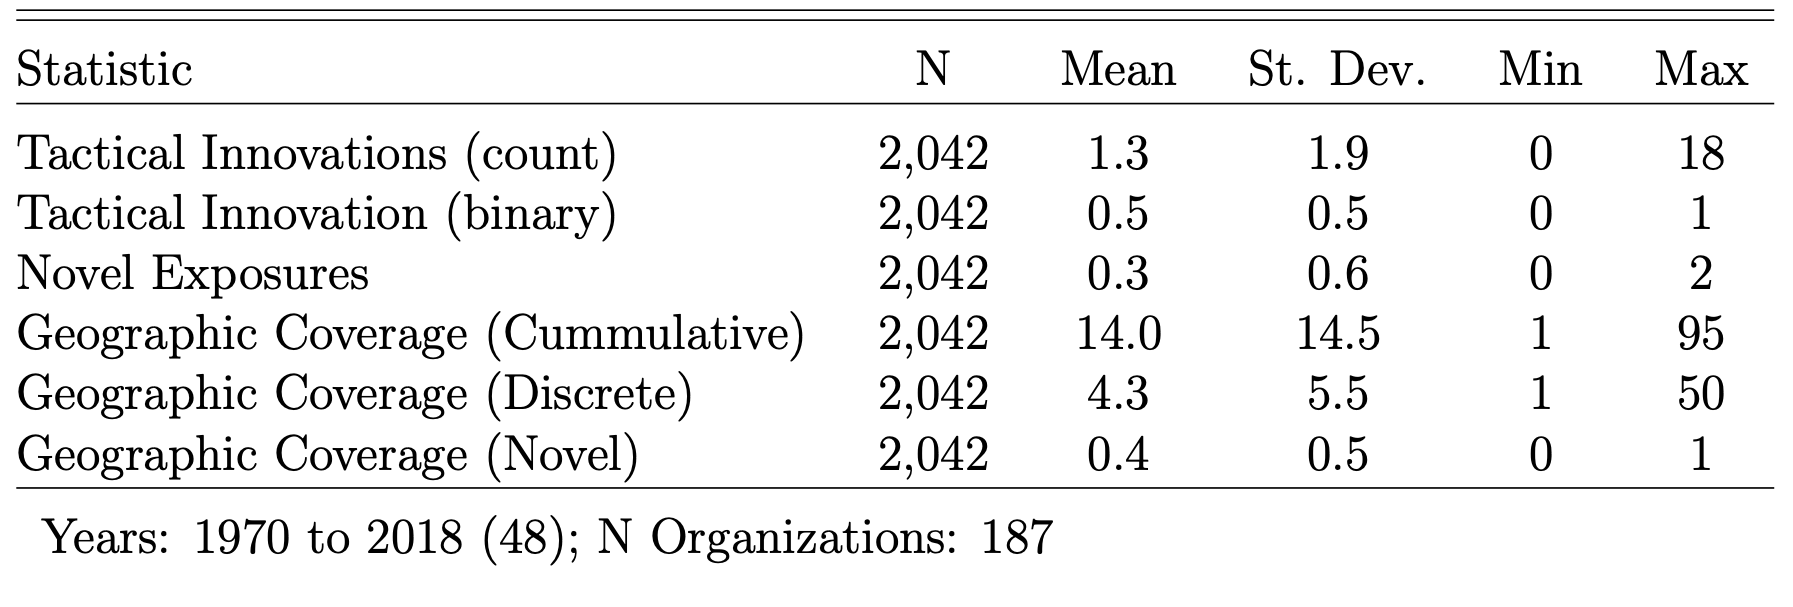 Statistic N Mean St. Dev. Min Max
Tactical Innovations (count) 2,042 1.3 1.9 0 18
Tactical Innovation (binary) 2,042 0.5 0.5 0 1
Novel Exposures 2,042 0.3 0.6 0 2
Geographic Coverage (Cummulative) 2,042 14.0 14.5 1 95
Geographic Coverage (Discrete) 2,042 4.3 5.5 1 50
Geographic Coverage (Novel) 2,042 0.4 0.5 0 1
Years: 1970 to 2018 (48); N Organizations: 187